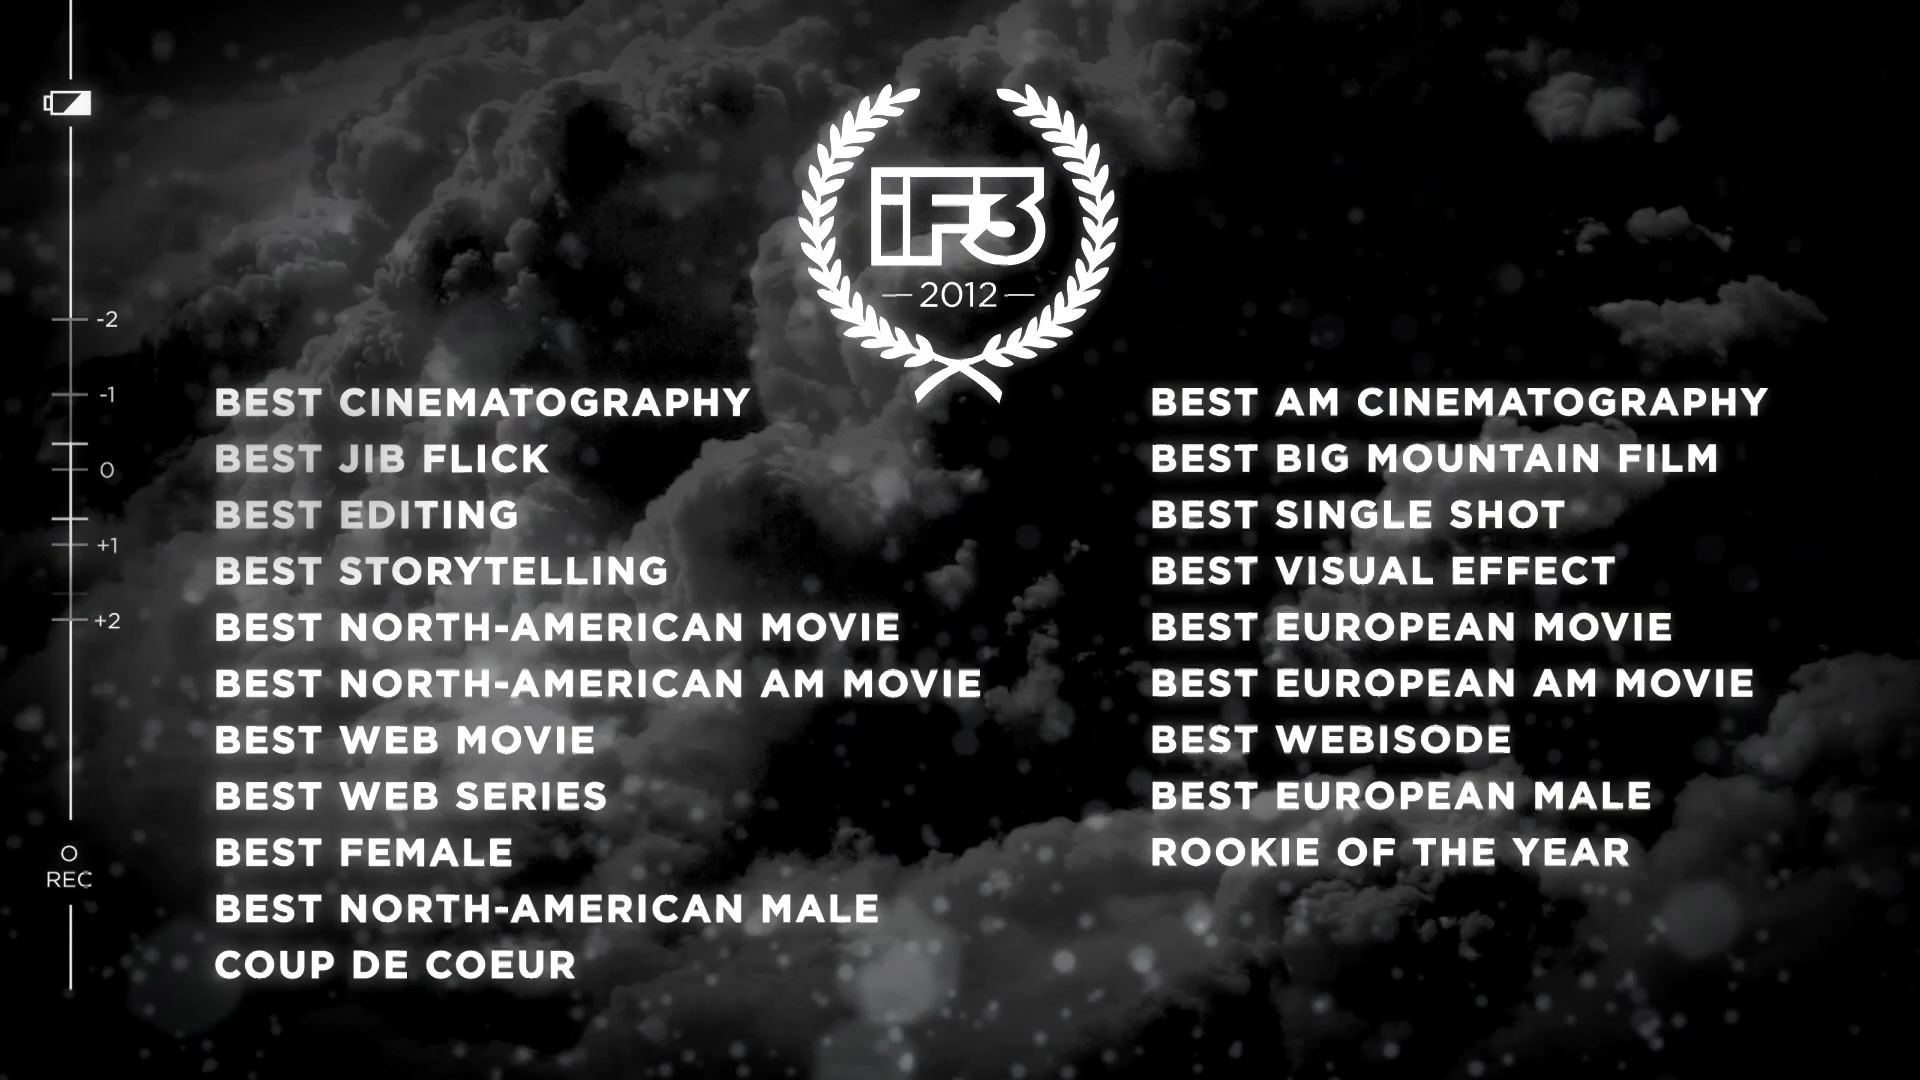 iF3
2012
-2
-1
0
+1
+2
REC
BEST CINEMATOGRAPHY
BEST JIB FLICK
BEST EDITING
BEST STORYTELLING
BEST NORTH-AMERICAN MOVIE
BEST NORTH-AMERICAN AM MOVIE
BEST WEB MOVIE
BEST WEB SERIES
BEST FEMALE
BEST NORTH-AMERICAN MALE
COUP DE COEUR
BEST AM CINEMATOGRAPHY
BEST BIG MOUNTAIN FILM
BEST SINGLE SHOT
BEST VISUAL EFFECT
BEST EUROPEAN MOVIE
BEST EUROPEAN AM MOVIE
BEST WEBISODE
BEST EUROPEAN MALE
ROOKIE OF THE YEAR